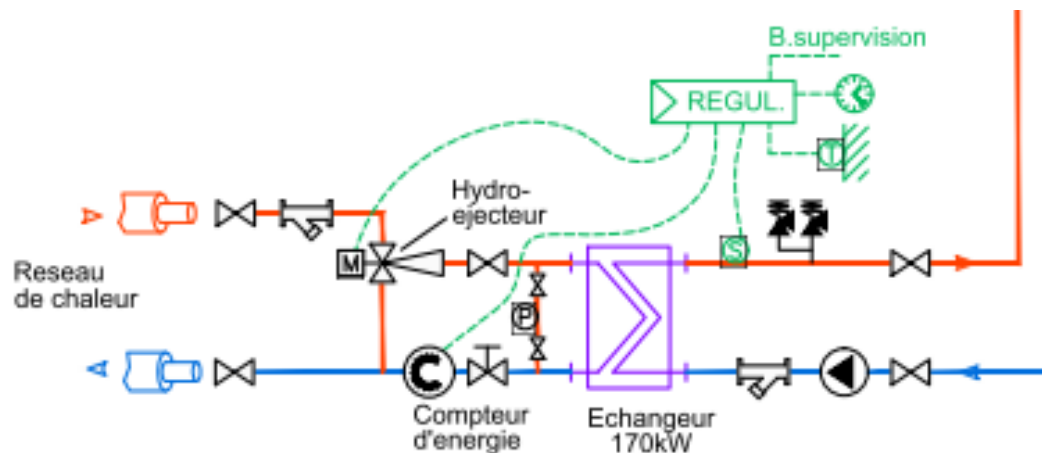 B.supervision
REGUL.
T
Hydro-
ejecteur
M
S
Reseau
de chaleur
P
C
Compteur
d'energie
Echangeur
170kW